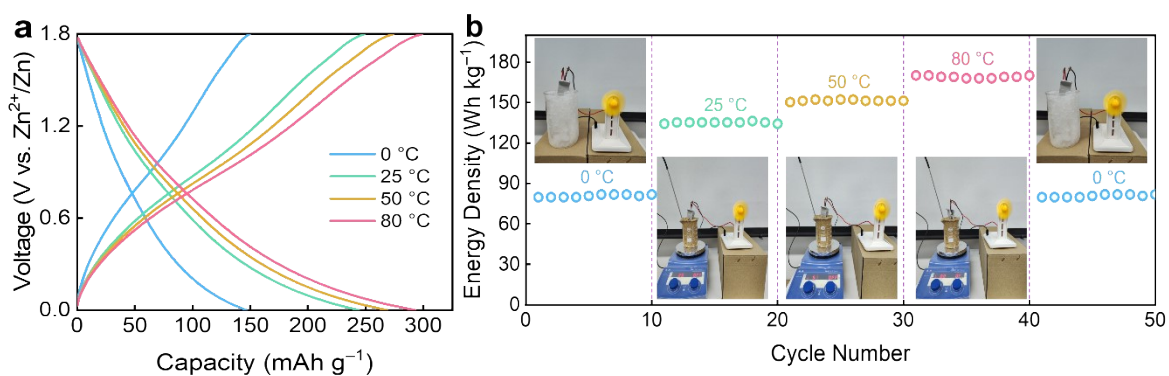 a
1.8
1.2
0.6
0.0
Voltage (V vs. Zn²⁺/Zn)
0 °C
25 °C
50 °C
80 °C
0 50 100 150 200 250 300
Capacity (mAh g⁻¹)
b
180
150
120
90
60
30
0
Energy Density (Wh kg⁻¹)
0 °C
25 °C
50 °C
80 °C
0 °C
0 10 20 30 40 50
Cycle Number